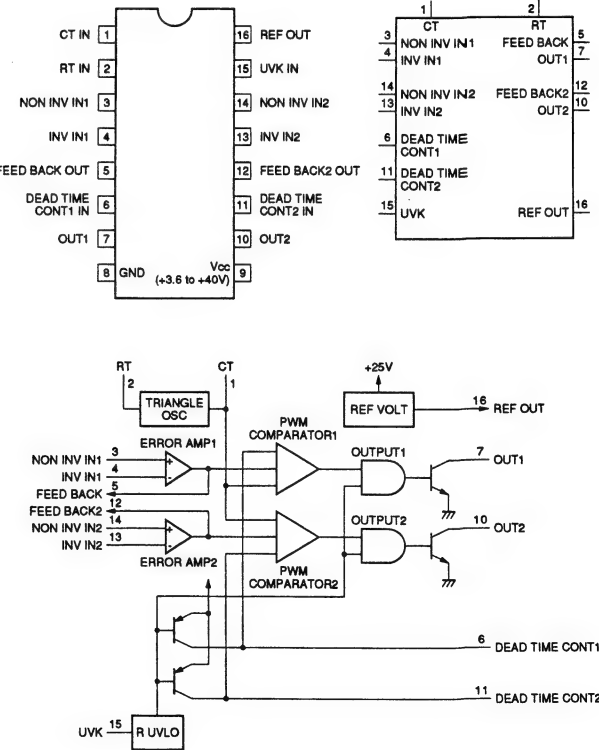 CT IN 1 16 REF OUT
RT IN 2 15 UVK IN
NON INV IN1 3 14 NON INV IN2
INV IN1 4 13 INV IN2
FEED BACK OUT 5 12 FEED BACK2 OUT
DEAD TIME
CONT1 IN 6 11 DEAD TIME
CONT2 IN
OUT1 7 10 OUT2
8 GND Vcc
(+3.6 to +40V) 9
1 2
CT RT
3 NON INV IN1 FEED BACK 5
4 INV IN1 OUT1 7
14 NON INV IN2 FEED BACK2 12
13 INV IN2 OUT2 10
6 DEAD TIME
CONT1
11 DEAD TIME
CONT2
15 UVK REF OUT 16
RT CT +25V
2 1
TRIANGLE
OSC
REF VOLT 16 REF OUT
PWM
COMPARATOR1
ERROR AMP1
OUTPUT1
NON INV IN1 3 +
INV IN1 4 -
7 OUT1
FEED BACK 5
FEED BACK2 12
NON INV IN2 14 +
INV IN2 13 -
OUTPUT2
10 OUT2
ERROR AMP2
PWM
COMPARATOR2
6 DEAD TIME CONT1
11 DEAD TIME CONT2
UVK 15 R UVLO